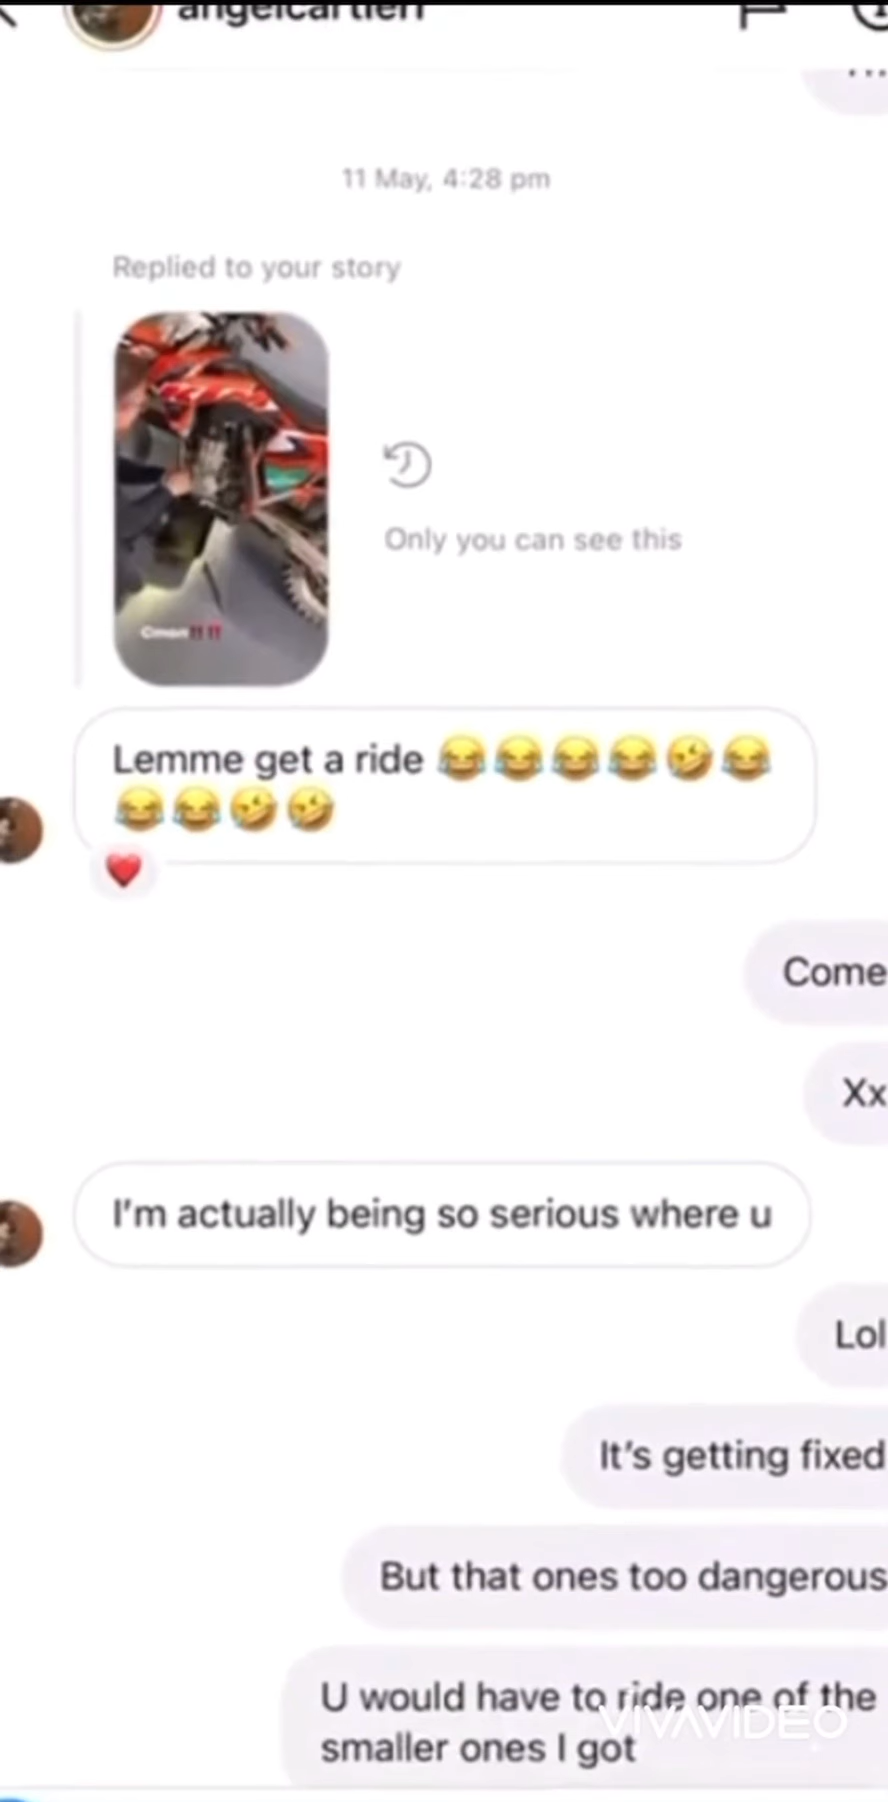 11 May, 4:28 pm
Replied to your story
Only you can see this
Lemme get a ride 😂😂😂😂🤣😂
😂😂🤣🤣
Come
Xx
I'm actually being so serious where u
Lol
It's getting fixed
But that ones too dangerous
U would have to ride one of the
smaller ones I got
VIVAVIDEO